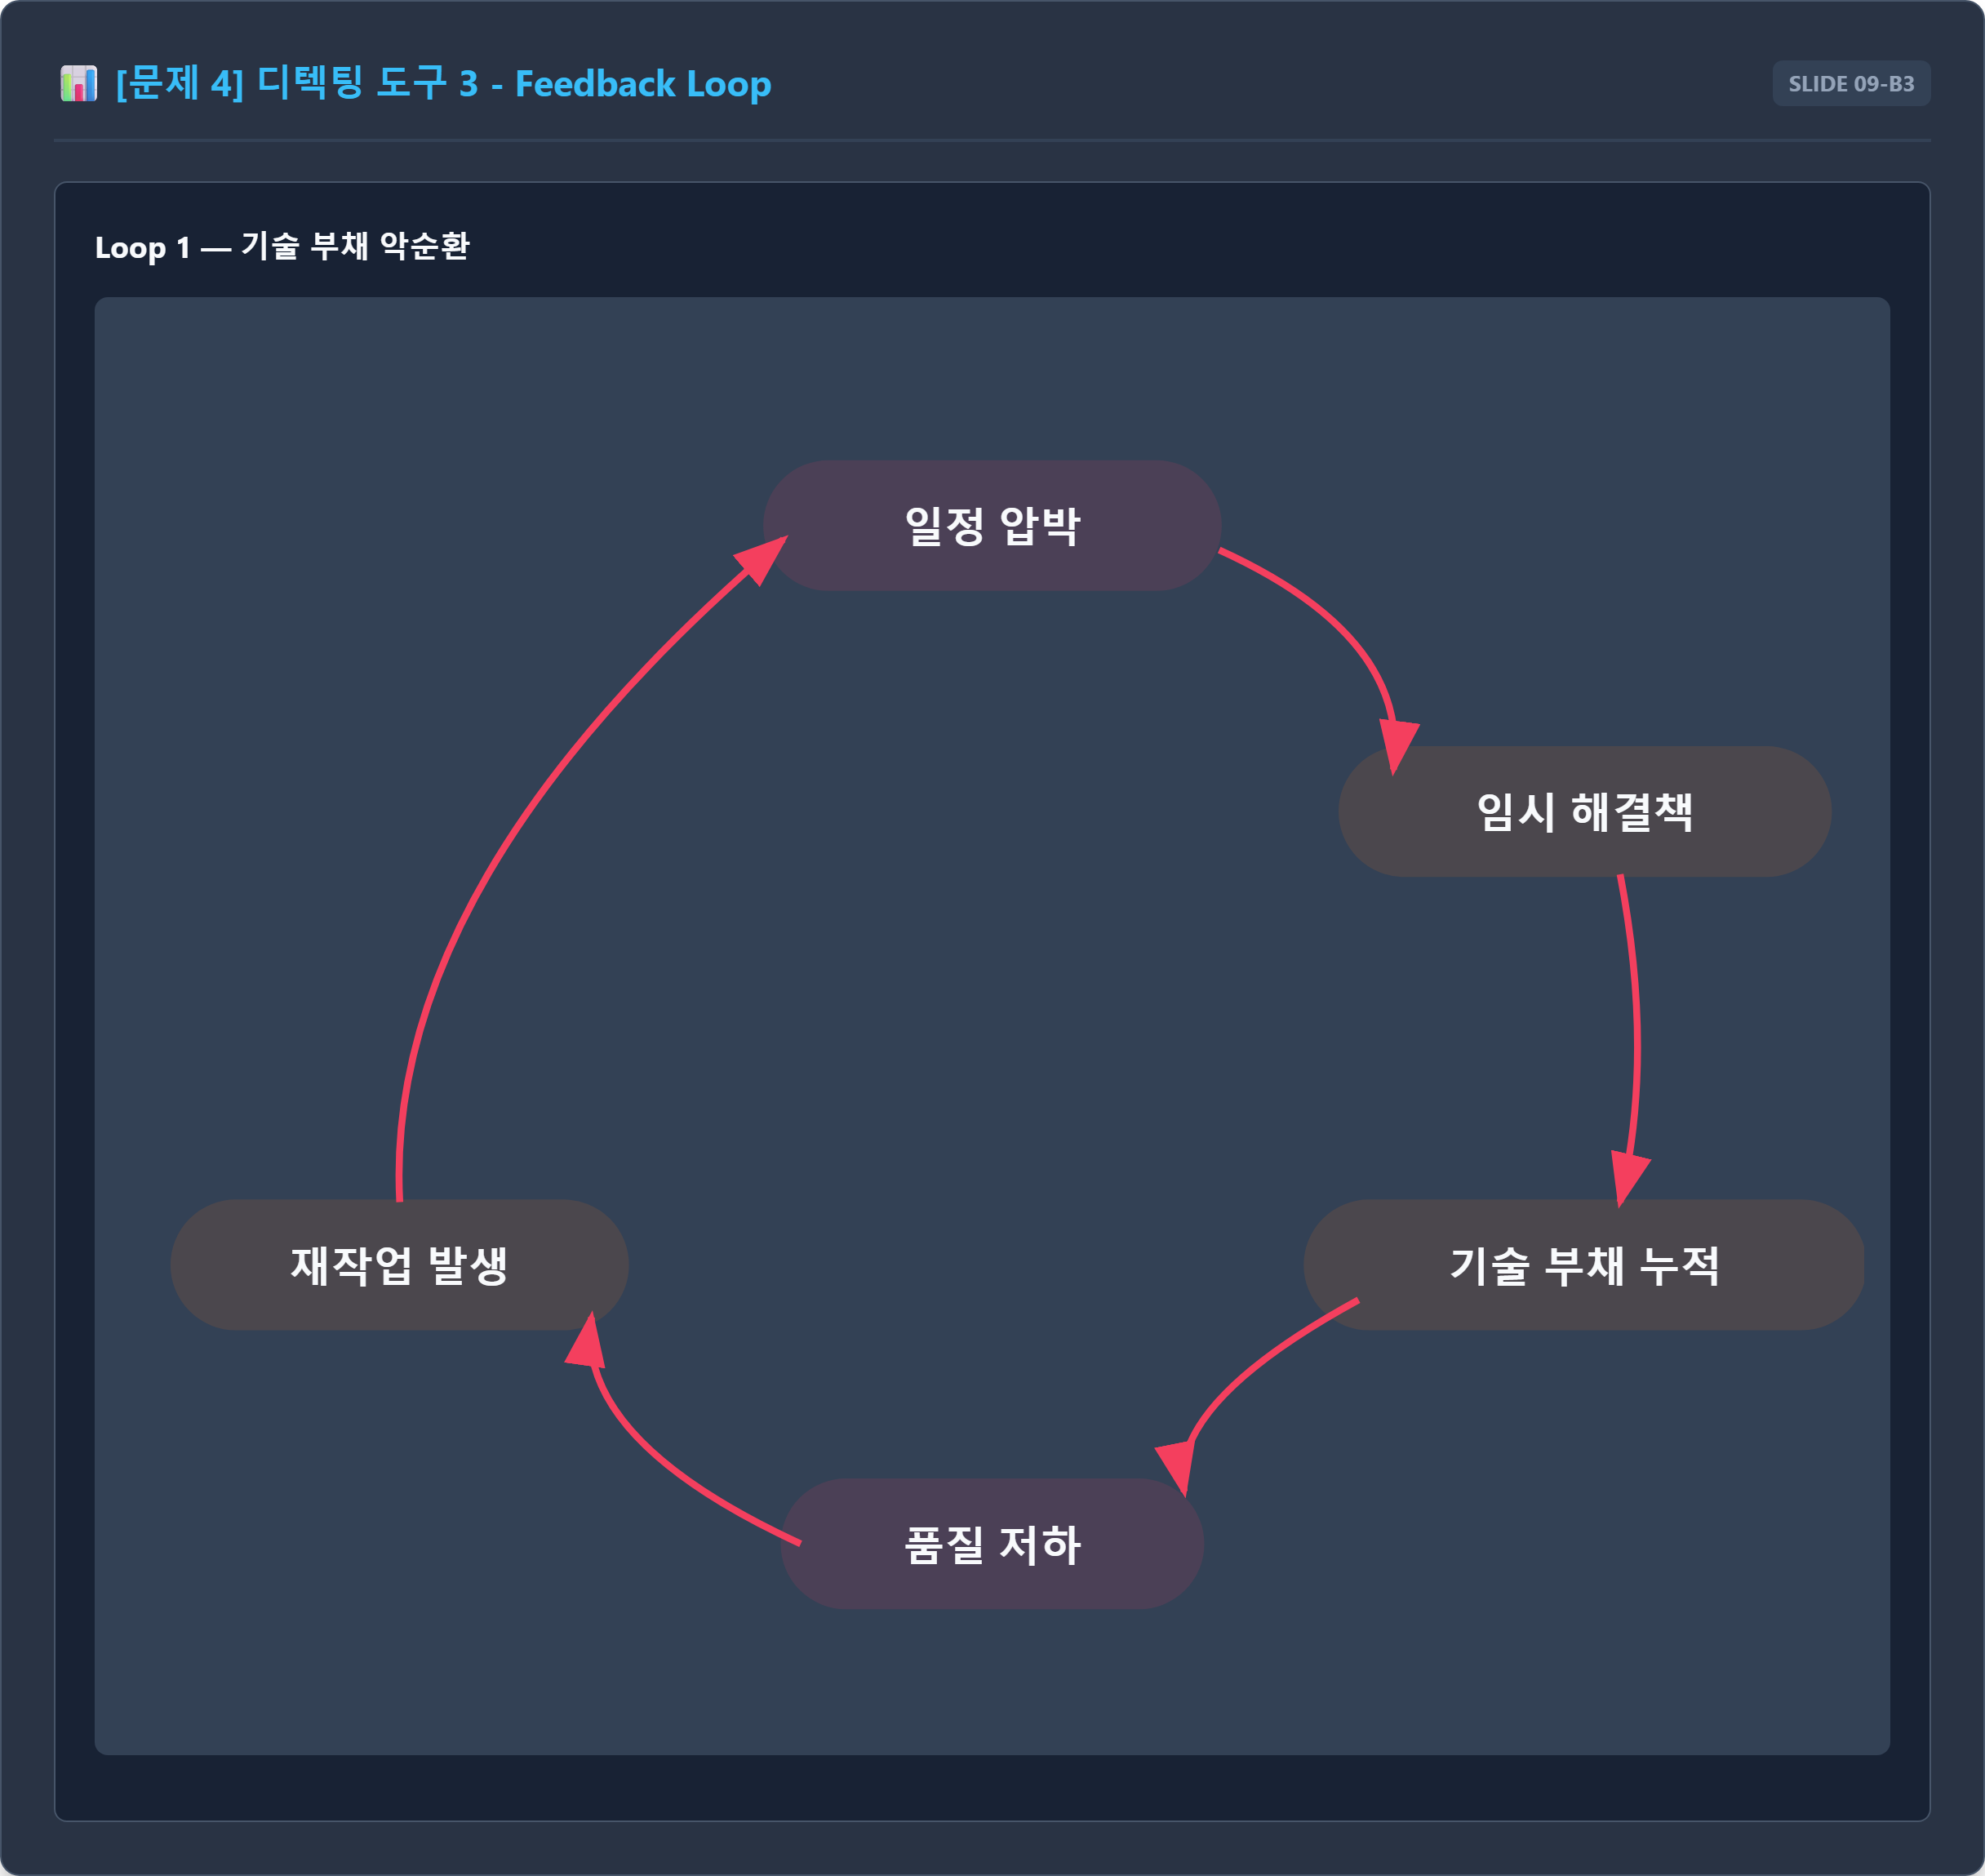 [문제 4] 디텍팅 도구 3 - Feedback Loop
SLIDE 09-B3
Loop 1 — 기술 부채 악순환
일정 압박
임시 해결책
재작업 발생
기술 부채 누적
품질 저하